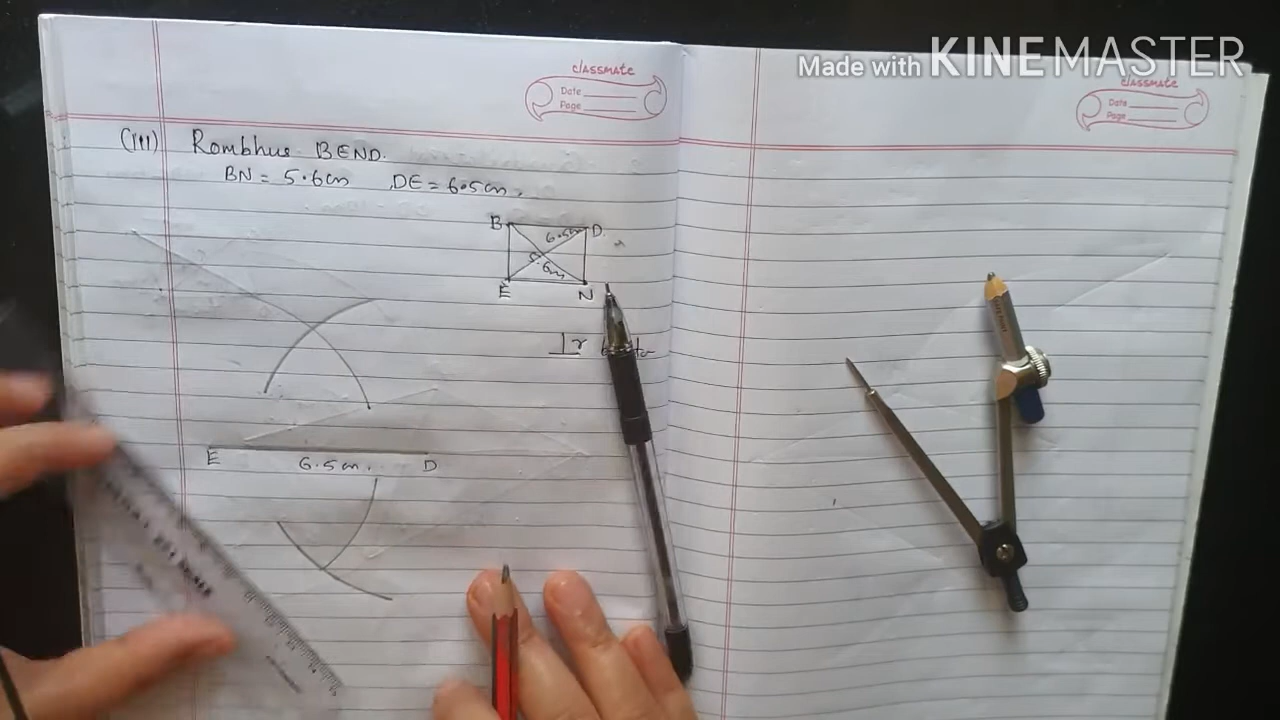 Made with KINEMASTER
classmate
Date
Page
classmate
Date
Page
(iii) Rombhus BEND.
BN = 5.6cm DE = 6.5cm,
B D.
6.5cm
5.6cm
E N
E 6.5cm. D